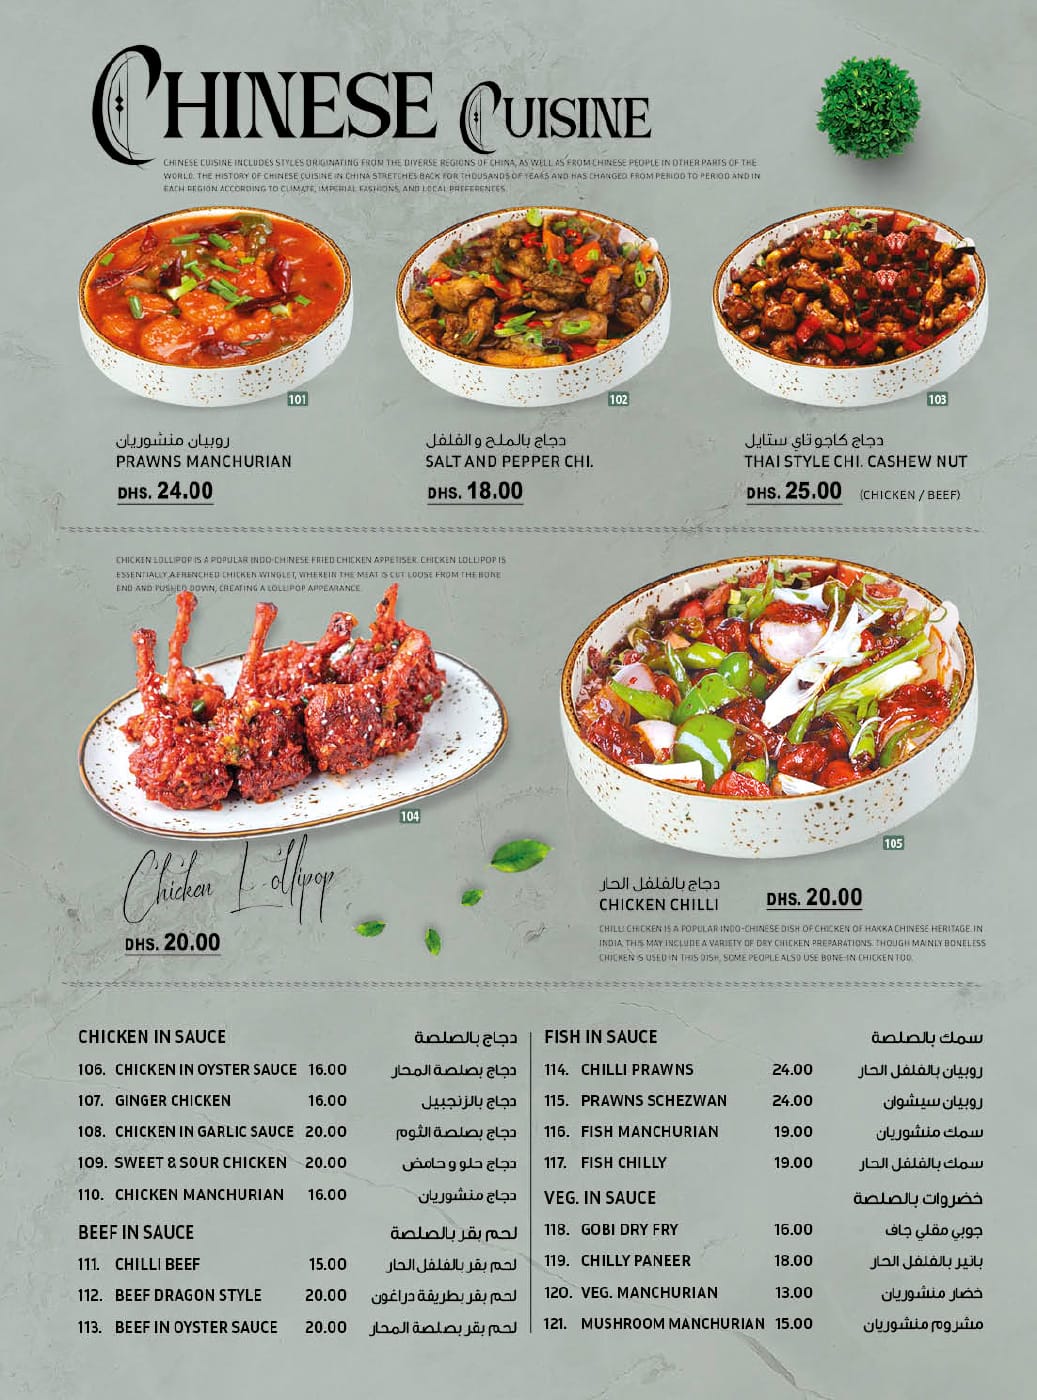 CHINESE CUISINE
CHINESE CUISINE INCLUDES STYLES ORIGINATING FROM THE DIVERSE REGIONS OF CHINA, AS WELL AS FROM CHINESE PEOPLE IN OTHER PARTS OF THE
WORLD. THE HISTORY OF CHINESE CUISINE IN CHINA STRETCHES BACK FOR THOUSANDS OF YEARS AND HAS CHANGED FROM PERIOD TO PERIOD AND IN
EACH REGION ACCORDING TO CLIMATE, IMPERIAL FASHIONS, AND LOCAL PREFERENCES.
101
روبيان منشوريان
PRAWNS MANCHURIAN
DHS. 24.00
102
دجاج بالملح و الفلفل
SALT AND PEPPER CHI.
DHS. 18.00
103
دجاج كاجو تاي ستايل
THAI STYLE CHI. CASHEW NUT
DHS. 25.00 (CHICKEN / BEEF)
CHICKEN LOLLIPOP IS A POPULAR INDO-CHINESE FRIED CHICKEN APPETISER. CHICKEN LOLLIPOP IS
ESSENTIALLY, A FRENCHED CHICKEN WINGLET, WHEREIN THE MEAT IS CUT LOOSE FROM THE BONE
END AND PUSHED DOWN, CREATING A LOLLIPOP APPEARANCE.
104
Chicken Lollipop
DHS. 20.00
105
دجاج بالفلفل الحار
CHICKEN CHILLI
DHS. 20.00
CHILLI CHICKEN IS A POPULAR INDO-CHINESE DISH OF CHICKEN OF HAKKA CHINESE HERITAGE. IN
INDIA, THIS MAY INCLUDE A VARIETY OF DRY CHICKEN PREPARATIONS. THOUGH MAINLY BONELESS
CHICKEN IS USED IN THIS DISH, SOME PEOPLE ALSO USE BONE-IN CHICKEN TOO.
CHICKEN IN SAUCE دجاج بالصلصة
106. CHICKEN IN OYSTER SAUCE 16.00 دجاج بصلصة المحار
107. GINGER CHICKEN 16.00 دجاج بالزنجبيل
108. CHICKEN IN GARLIC SAUCE 20.00 دجاج بصلصة الثوم
109. SWEET & SOUR CHICKEN 20.00 دجاج حلو و حامض
110. CHICKEN MANCHURIAN 16.00 دجاج منشوريان
BEEF IN SAUCE لحم بقر بالصلصة
111. CHILLI BEEF 15.00 لحم بقر بالفلفل الحار
112. BEEF DRAGON STYLE 20.00 لحم بقر بطريقة دراغون
113. BEEF IN OYSTER SAUCE 20.00 لحم بقر بصلصة المحار
FISH IN SAUCE سمك بالصلصة
114. CHILLI PRAWNS 24.00 روبيان بالفلفل الحار
115. PRAWNS SCHEZWAN 24.00 روبيان سيشوان
116. FISH MANCHURIAN 19.00 سمك منشوريان
117. FISH CHILLY 19.00 سمك بالفلفل الحار
VEG. IN SAUCE خضروات بالصلصة
118. GOBI DRY FRY 16.00 جوبي مقلي جاف
119. CHILLY PANEER 18.00 بانير بالفلفل الحار
120. VEG. MANCHURIAN 13.00 خضار منشوريان
121. MUSHROOM MANCHURIAN 15.00 مشروم منشوريان